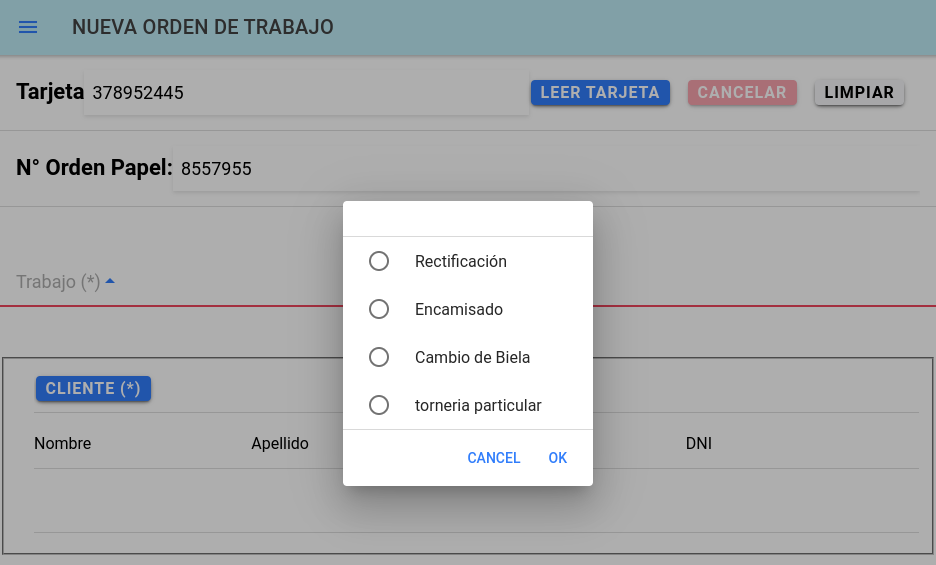 NUEVA ORDEN DE TRABAJO
Tarjeta 378952445 LEER TARJETA CANCELAR LIMPIAR
N° Orden Papel: 8557955
Trabajo (*)
Rectificación
Encamisado
Cambio de Biela
torneria particular
CANCEL OK
CLIENTE (*)
Nombre Apellido DNI